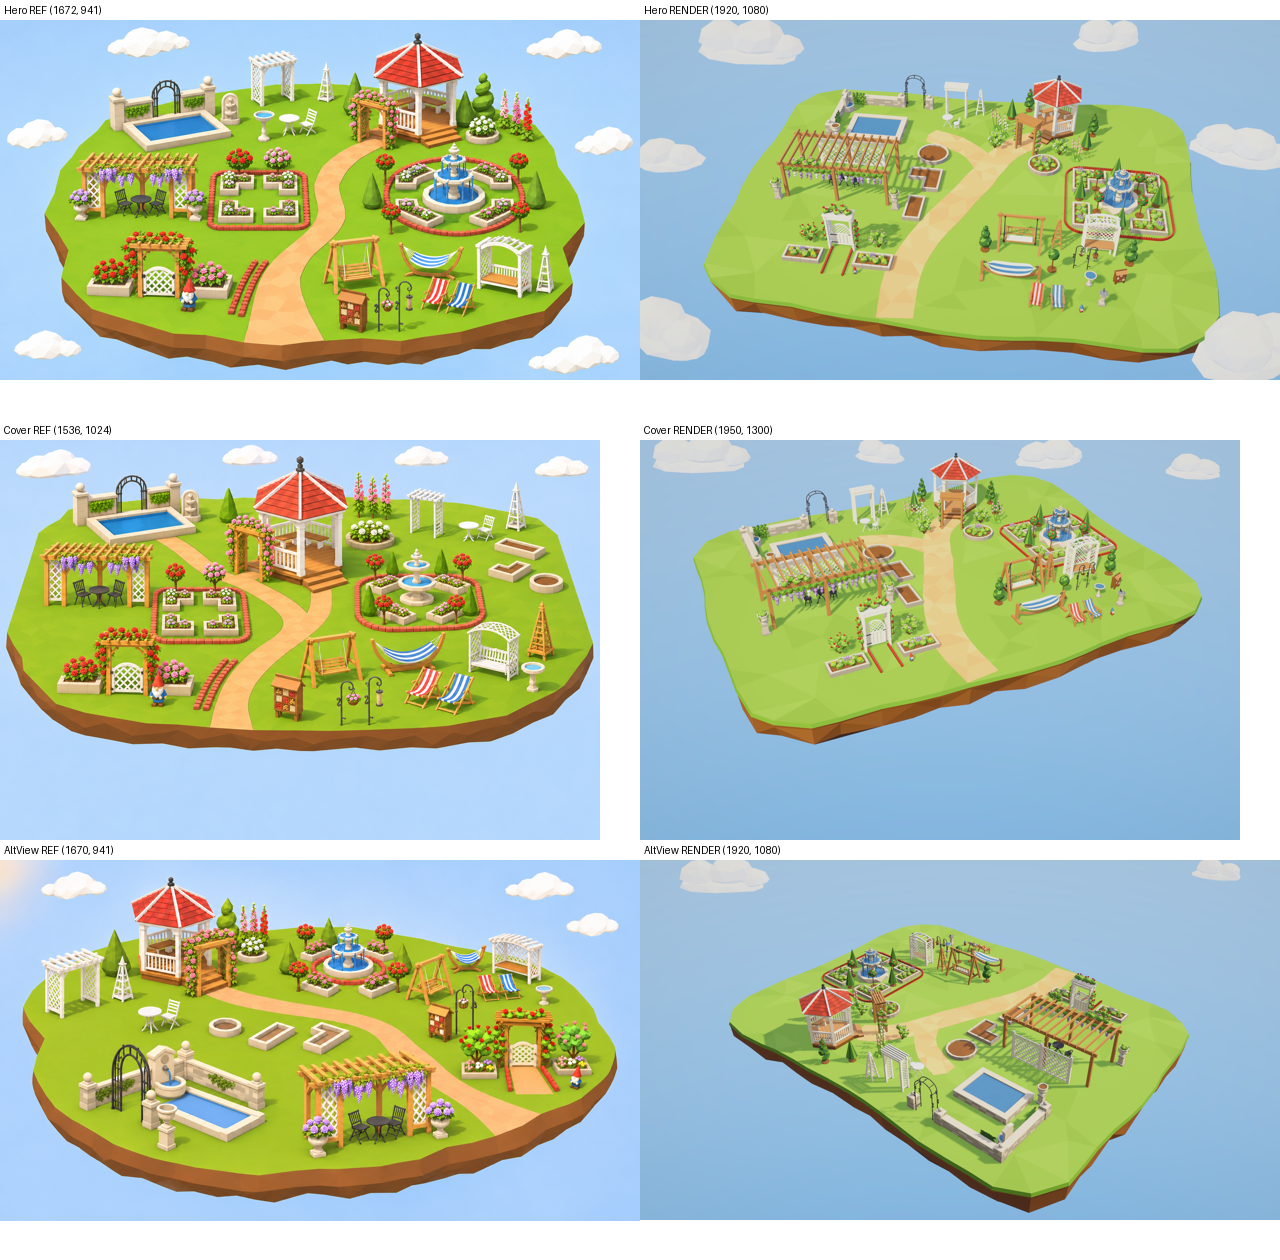 Hero REF (1672, 941)
Hero RENDER (1920, 1080)
Cover REF (1536, 1024)
Cover RENDER (1950, 1300)
AltView REF (1670, 941)
AltView RENDER (1920, 1080)